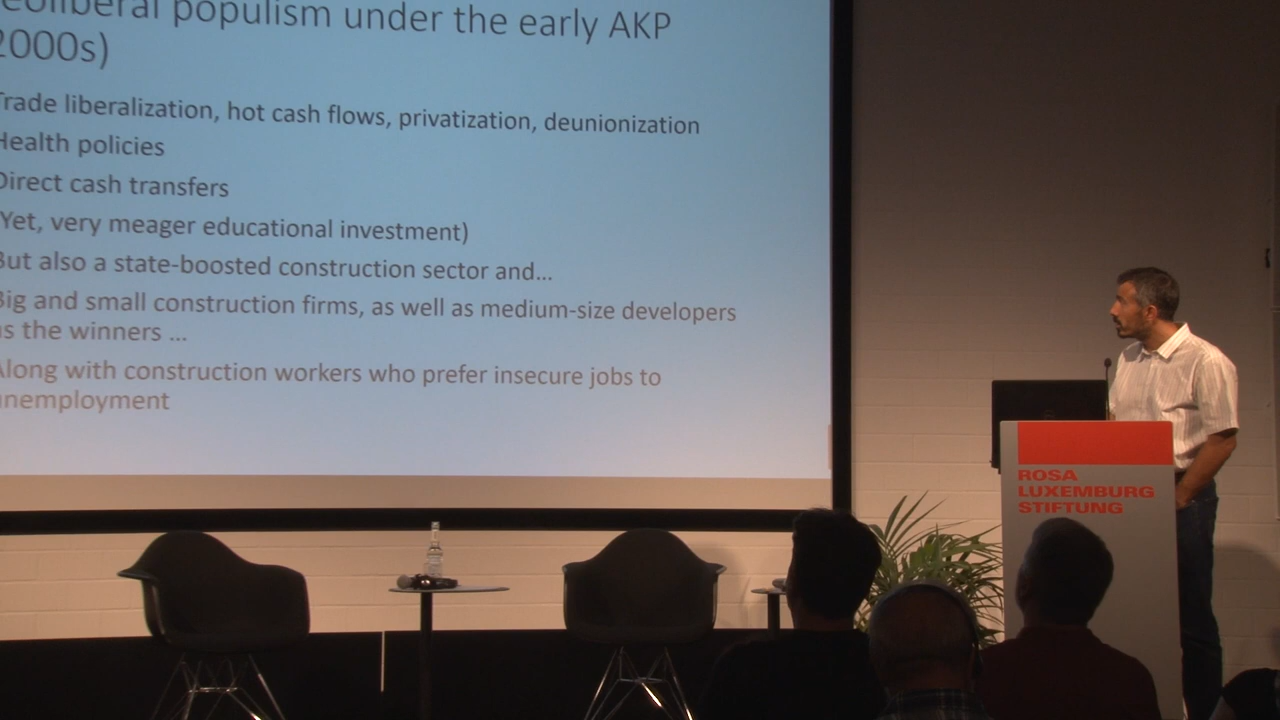 eoliberal populism under the early AKP
2000s)
Trade liberalization, hot cash flows, privatization, deunionization
Health policies
Direct cash transfers
(Yet, very meager educational investment)
But also a state-boosted construction sector and...
Big and small construction firms, as well as medium-size developers
as the winners ...
Along with construction workers who prefer insecure jobs to
unemployment
ROSA
LUXEMBURG
STIFTUNG